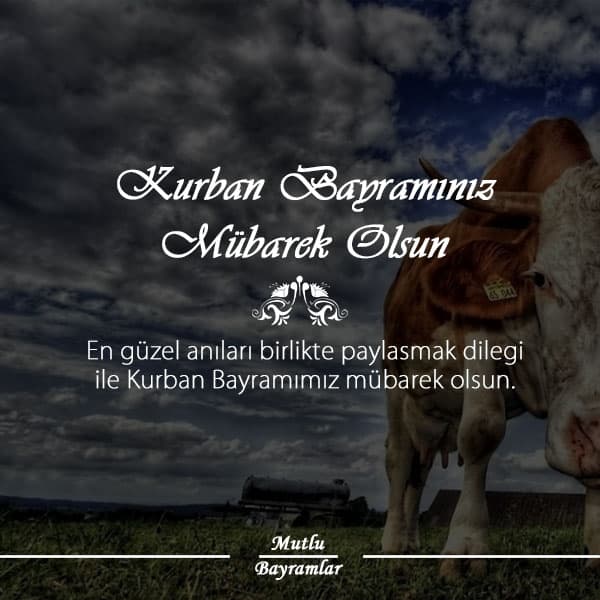 Kurban Bayramınız
Mübarek Olsun
En güzel anıları birlikte paylasmak dilegi
ile Kurban Bayramımız mübarek olsun.
Mutlu
Bayramlar